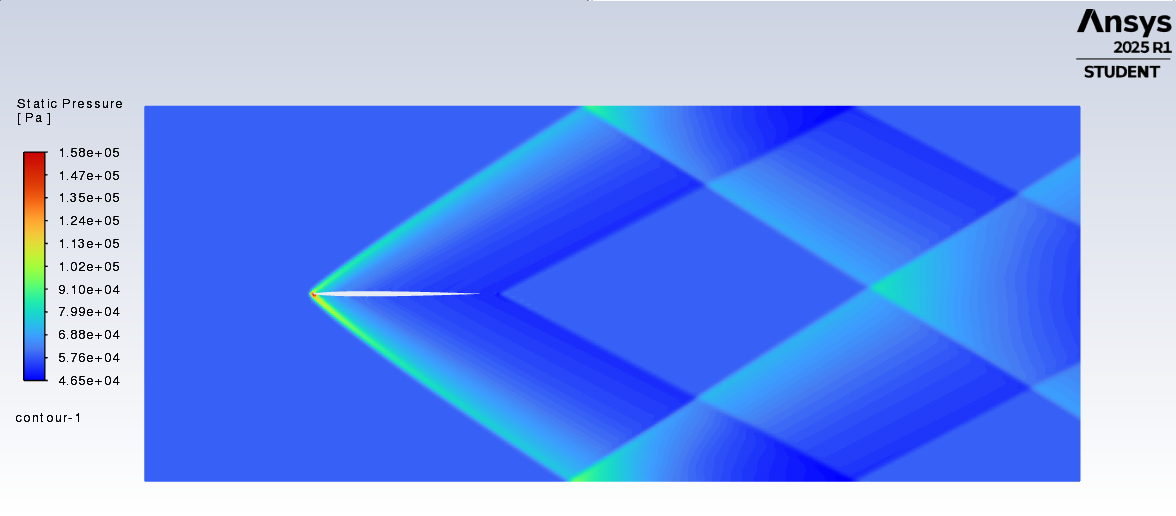 Ansys
2025 R1
STUDENT
Static Pressure
[ Pa ]
1.58e+05
1.47e+05
1.35e+05
1.24e+05
1.13e+05
1.02e+05
9.10e+04
7.99e+04
6.88e+04
5.76e+04
4.65e+04
contour-1